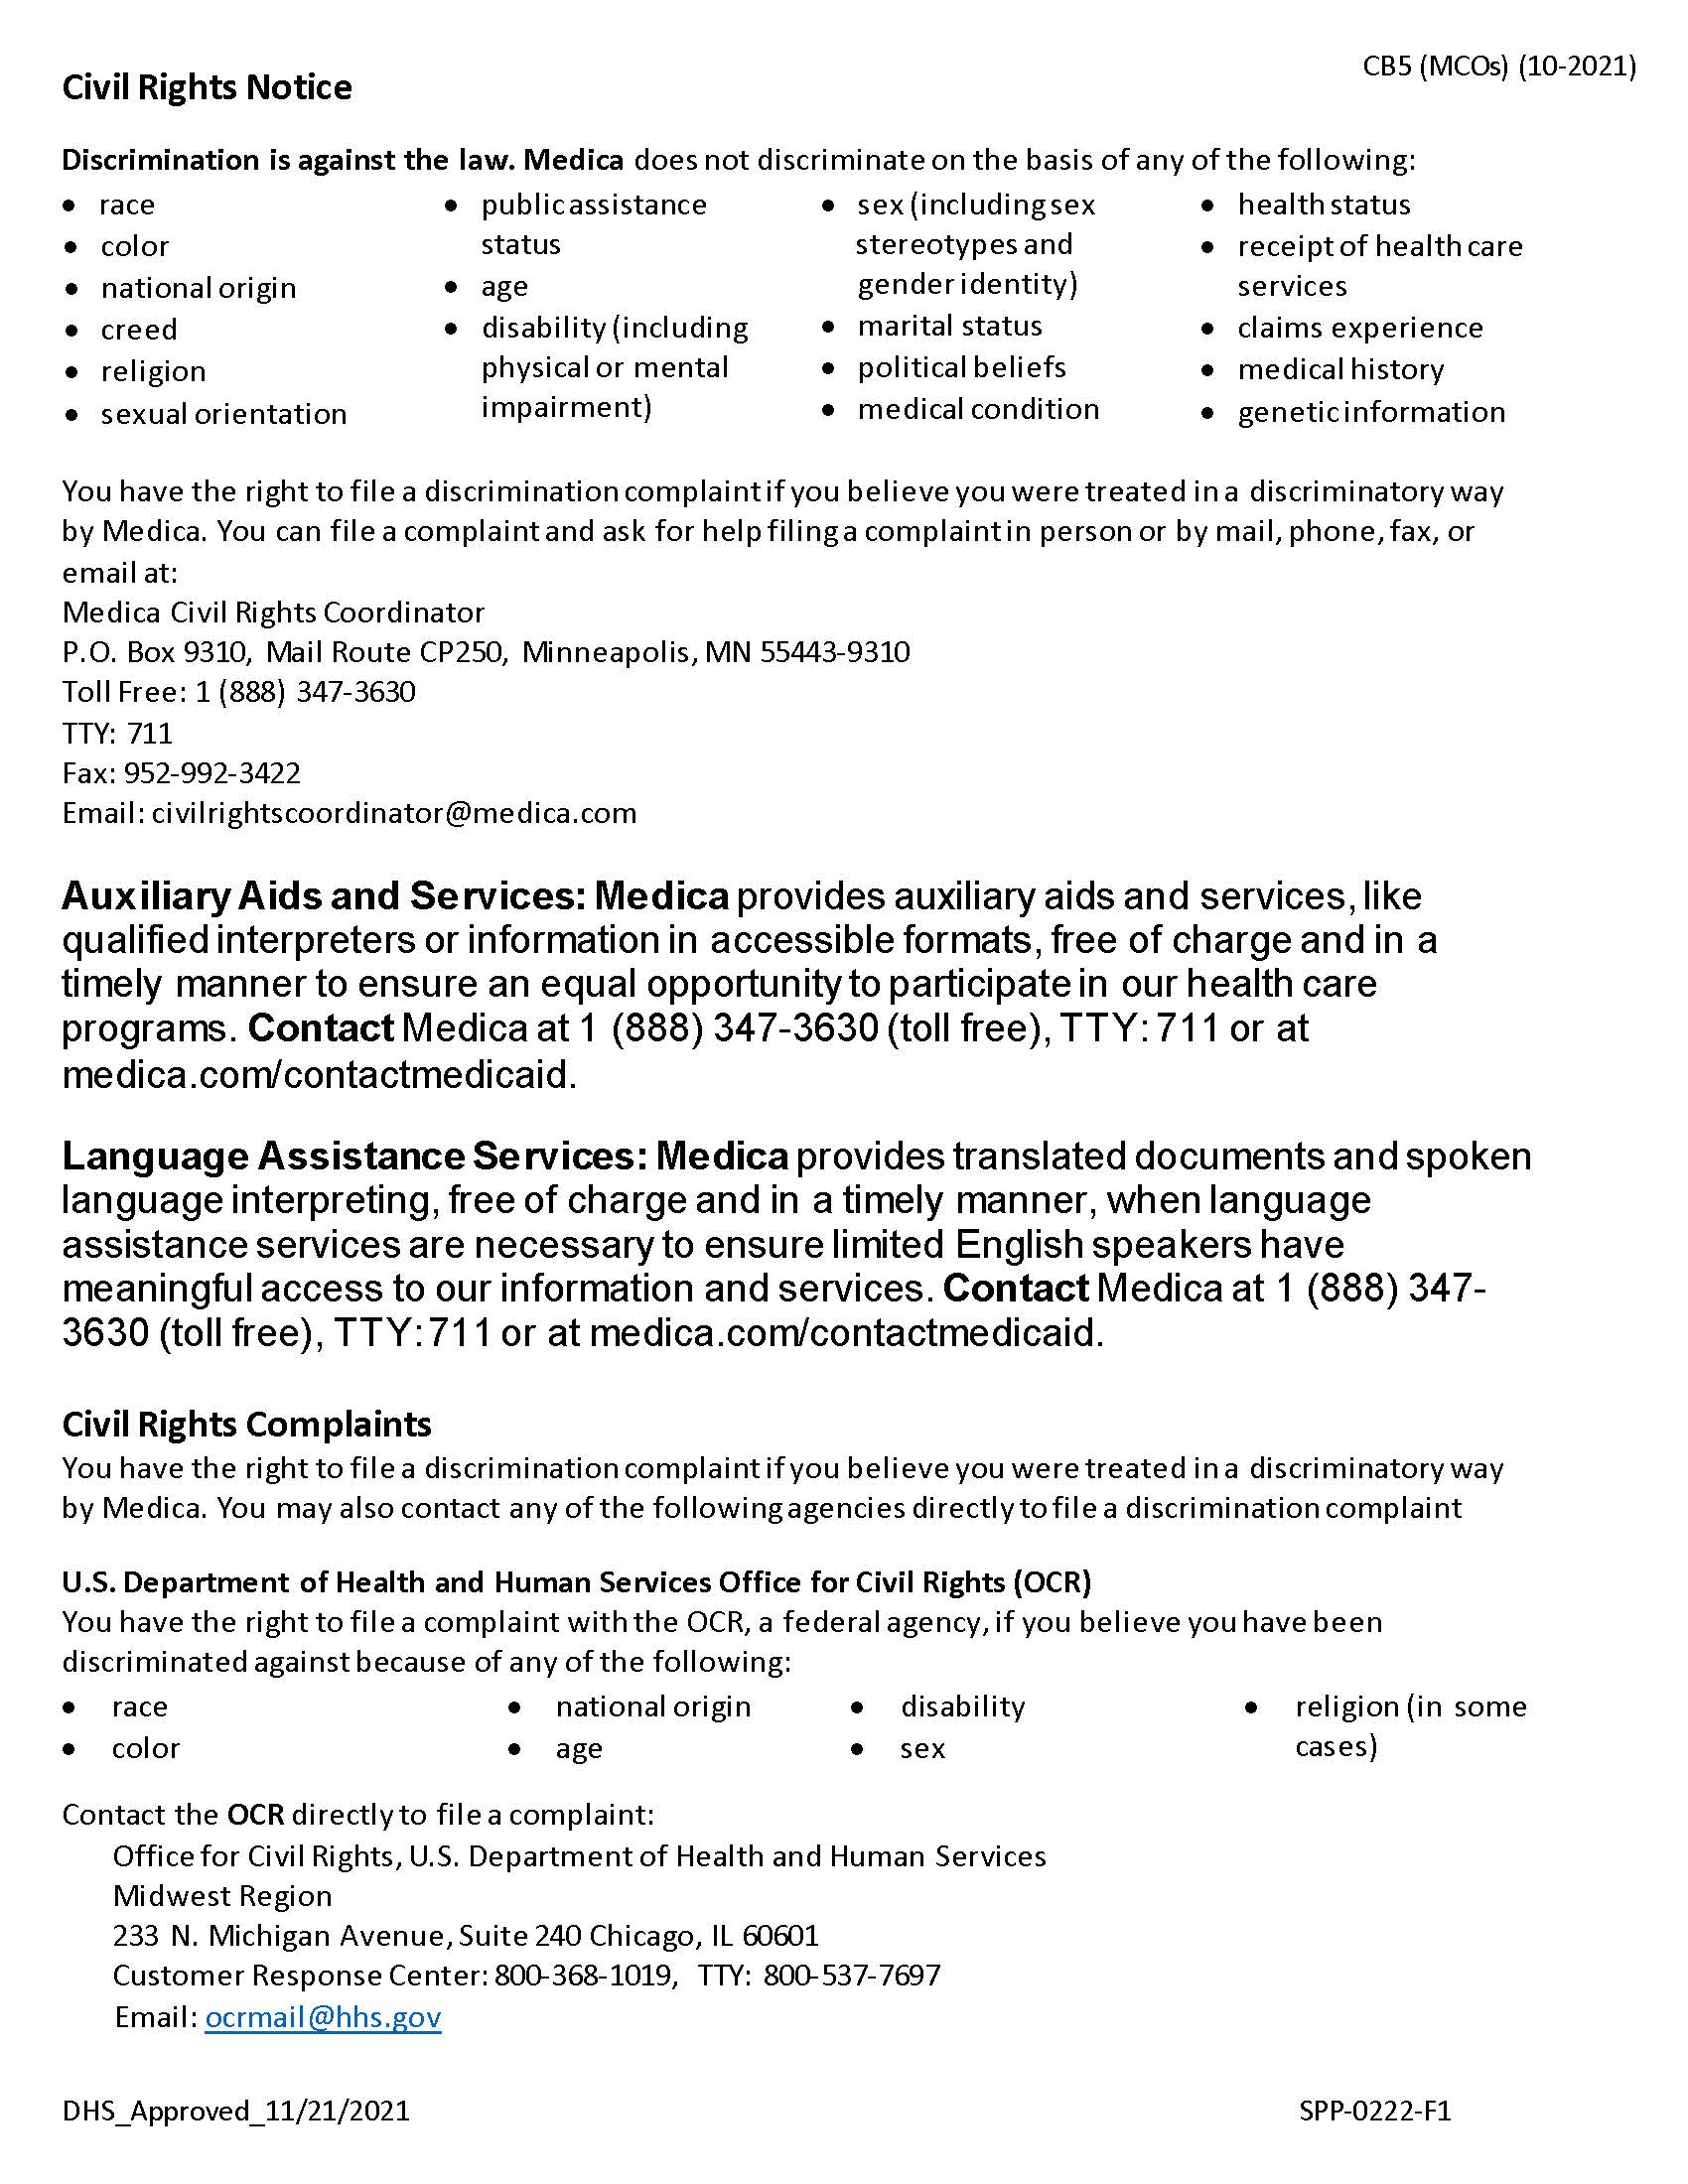 CB5 (MCOs) (10-2021)
Civil Rights Notice
Discrimination is against the law. Medica does not discriminate on the basis of any of the following:
• race
• color
• national origin
• creed
• religion
• sexual orientation
• public assistance
status
• age
• disability (including
physical or mental
impairment)
• sex (including sex
stereotypes and
gender identity)
• marital status
• political beliefs
• medical condition
• health status
• receipt of health care
services
• claims experience
• medical history
• genetic information
You have the right to file a discrimination complaint if you believe you were treated in a discriminatory way
by Medica. You can file a complaint and ask for help filing a complaint in person or by mail, phone, fax, or
email at:
Medica Civil Rights Coordinator
P.O. Box 9310, Mail Route CP250, Minneapolis, MN 55443-9310
Toll Free: 1 (888) 347-3630
TTY: 711
Fax: 952-992-3422
Email: civilrightscoordinator@medica.com
Auxiliary Aids and Services: Medica provides auxiliary aids and services, like
qualified interpreters or information in accessible formats, free of charge and in a
timely manner to ensure an equal opportunity to participate in our health care
programs. Contact Medica at 1 (888) 347-3630 (toll free), TTY: 711 or at
medica.com/contactmedicaid.
Language Assistance Services: Medica provides translated documents and spoken
language interpreting, free of charge and in a timely manner, when language
assistance services are necessary to ensure limited English speakers have
meaningful access to our information and services. Contact Medica at 1 (888) 347-
3630 (toll free), TTY: 711 or at medica.com/contactmedicaid.
Civil Rights Complaints
You have the right to file a discrimination complaint if you believe you were treated in a discriminatory way
by Medica. You may also contact any of the following agencies directly to file a discrimination complaint
U.S. Department of Health and Human Services Office for Civil Rights (OCR)
You have the right to file a complaint with the OCR, a federal agency, if you believe you have been
discriminated against because of any of the following:
• race
• color
• national origin
• age
• disability
• sex
• religion (in some
cases)
Contact the OCR directly to file a complaint:
Office for Civil Rights, U.S. Department of Health and Human Services
Midwest Region
233 N. Michigan Avenue, Suite 240 Chicago, IL 60601
Customer Response Center: 800-368-1019, TTY: 800-537-7697
Email: ocrmail@hhs.gov
DHS_Approved_11/21/2021
SPP-0222-F1